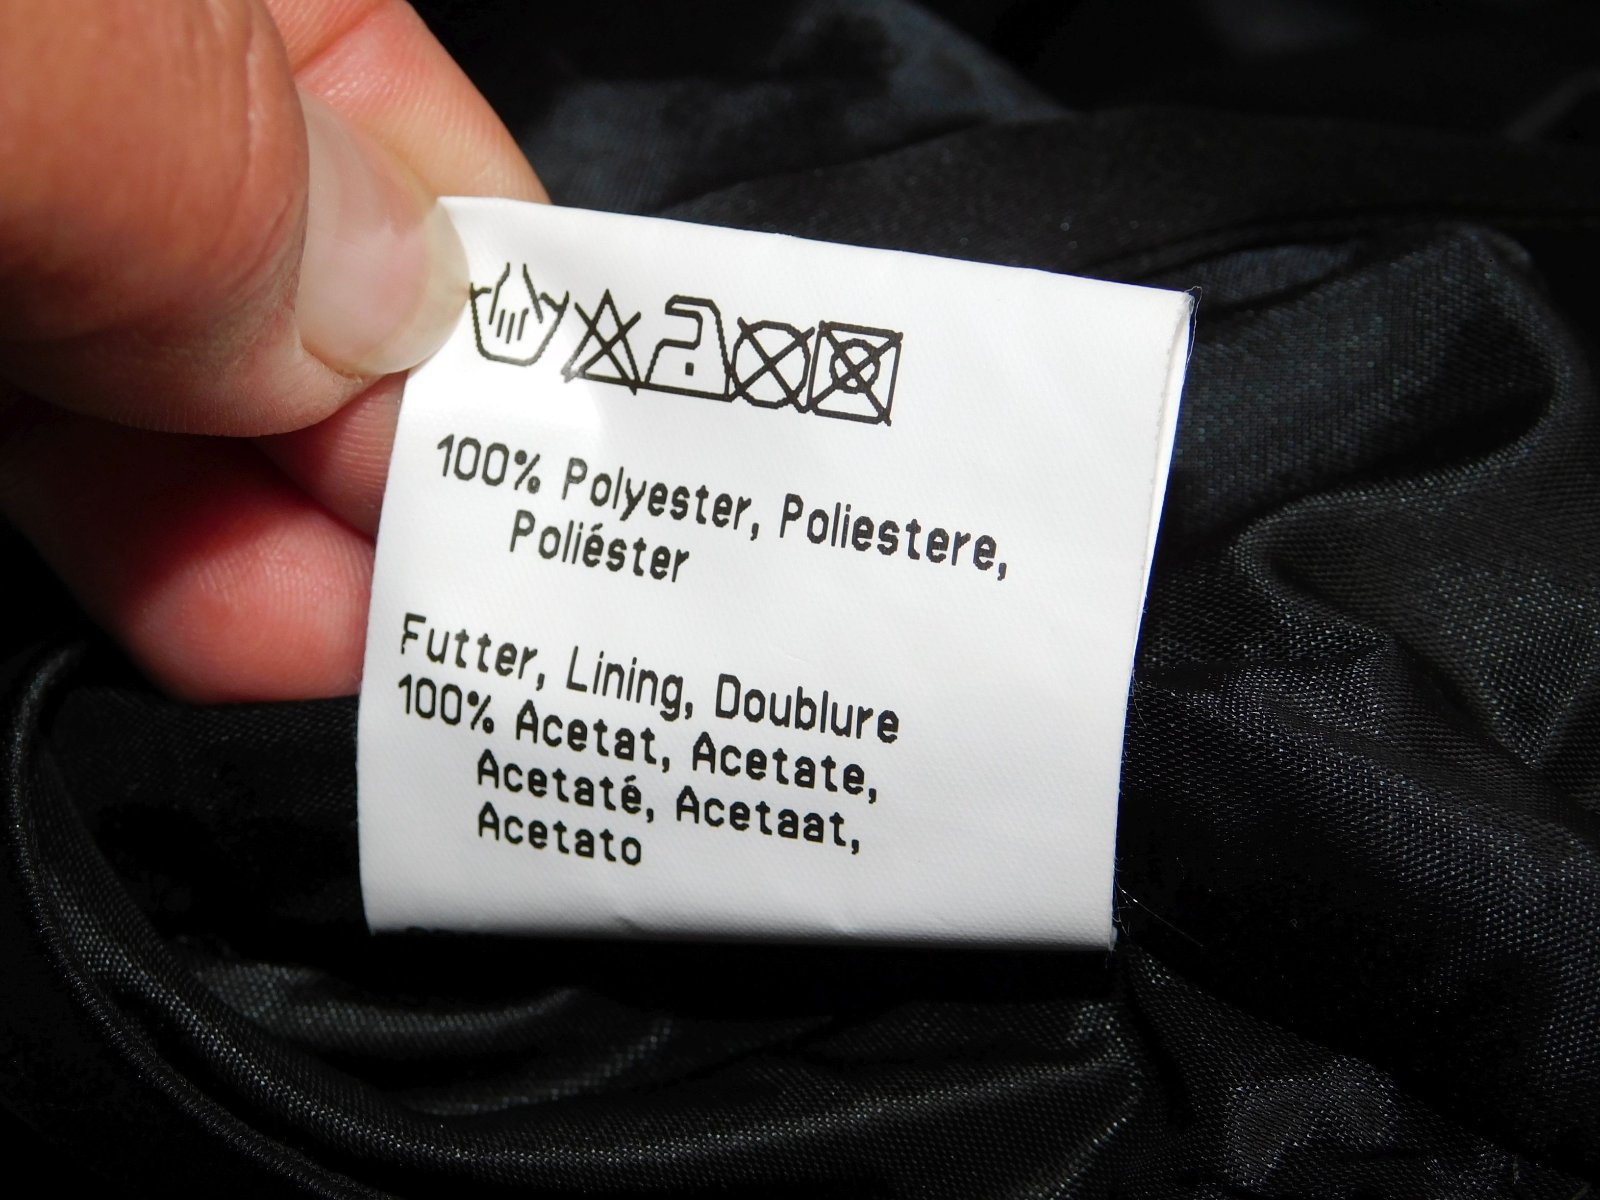 100% Polyester, Poliestere,
Poliéster
Futter, Lining, Doublure
100% Acetat, Acetate,
Acetaté, Acetaat,
Acetato